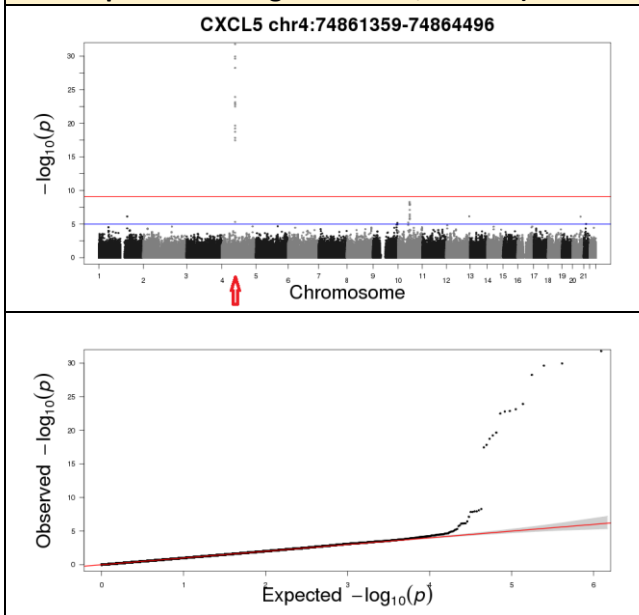 CXCL5 chr4:74861359-74864496
30
25
20
15
10
5
0
−log10(p)
1 2 3 4 5 6 7 8 9 10 11 12 13 14 15 16 17 18 19 20 21
Chromosome
30
25
20
15
10
5
0
Observed −log10(p)
0 1 2 3 4 5 6
Expected −log10(p)